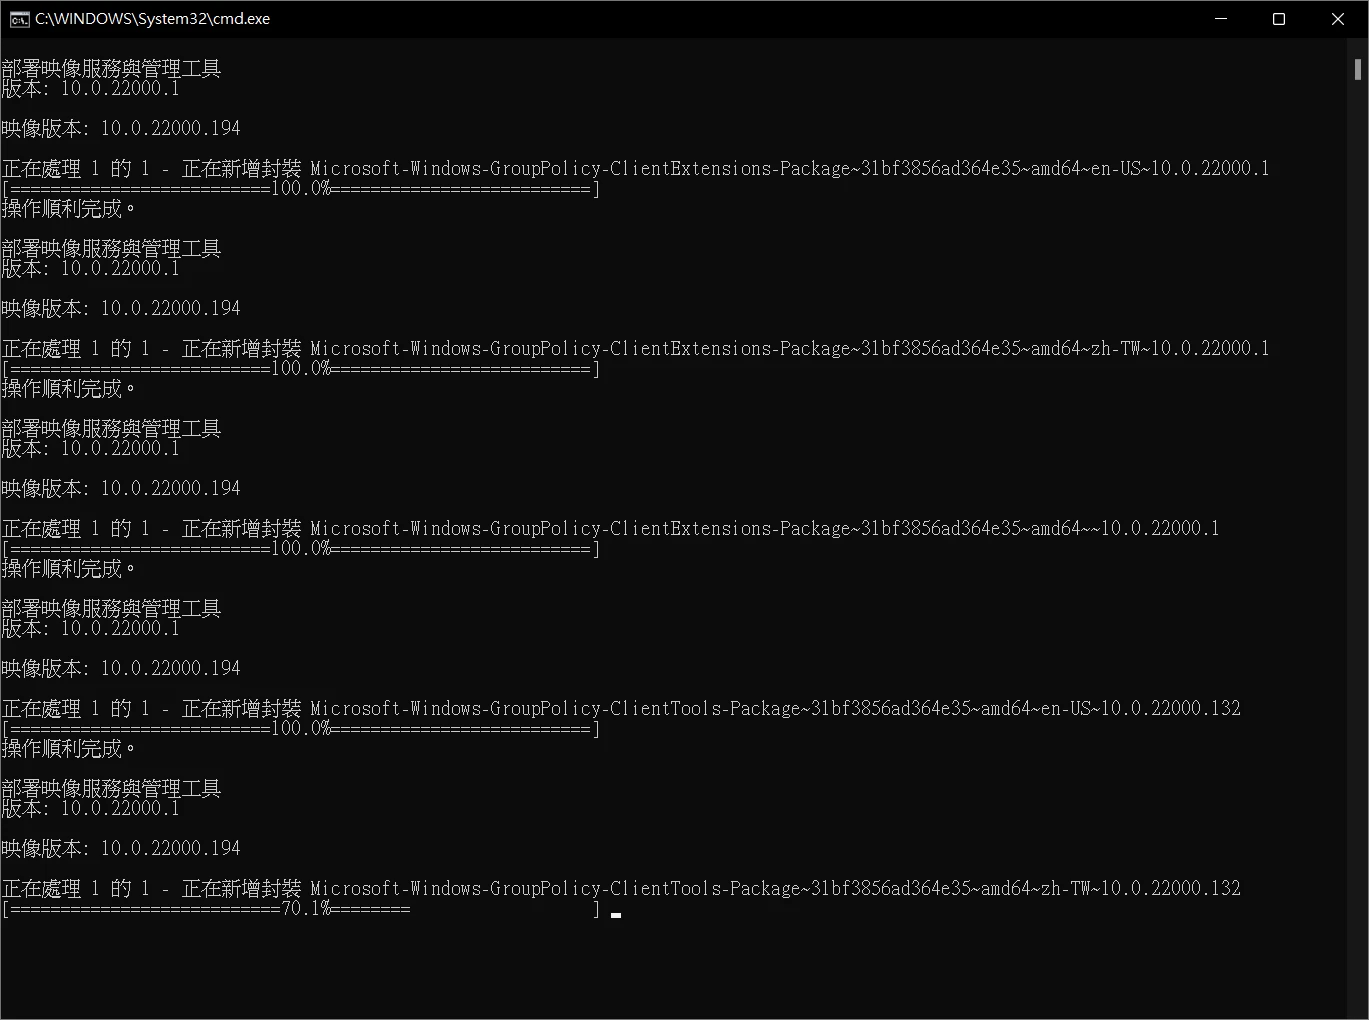 C:\WINDOWS\System32\cmd.exe
部署映像服務與管理工具
版本: 10.0.22000.1
映像版本: 10.0.22000.194
正在處理 1 的 1 - 正在新增封裝 Microsoft-Windows-GroupPolicy-ClientExtensions-Package~31bf3856ad364e35~amd64~en-US~10.0.22000.1
[==========================100.0%==========================]
操作順利完成。
部署映像服務與管理工具
版本: 10.0.22000.1
映像版本: 10.0.22000.194
正在處理 1 的 1 - 正在新增封裝 Microsoft-Windows-GroupPolicy-ClientExtensions-Package~31bf3856ad364e35~amd64~zh-TW~10.0.22000.1
[==========================100.0%==========================]
操作順利完成。
部署映像服務與管理工具
版本: 10.0.22000.1
映像版本: 10.0.22000.194
正在處理 1 的 1 - 正在新增封裝 Microsoft-Windows-GroupPolicy-ClientExtensions-Package~31bf3856ad364e35~amd64~~10.0.22000.1
[==========================100.0%==========================]
操作順利完成。
部署映像服務與管理工具
版本: 10.0.22000.1
映像版本: 10.0.22000.194
正在處理 1 的 1 - 正在新增封裝 Microsoft-Windows-GroupPolicy-ClientTools-Package~31bf3856ad364e35~amd64~en-US~10.0.22000.132
[==========================100.0%==========================]
操作順利完成。
部署映像服務與管理工具
版本: 10.0.22000.1
映像版本: 10.0.22000.194
正在處理 1 的 1 - 正在新增封裝 Microsoft-Windows-GroupPolicy-ClientTools-Package~31bf3856ad364e35~amd64~zh-TW~10.0.22000.132
[===========================70.1%========                  ]